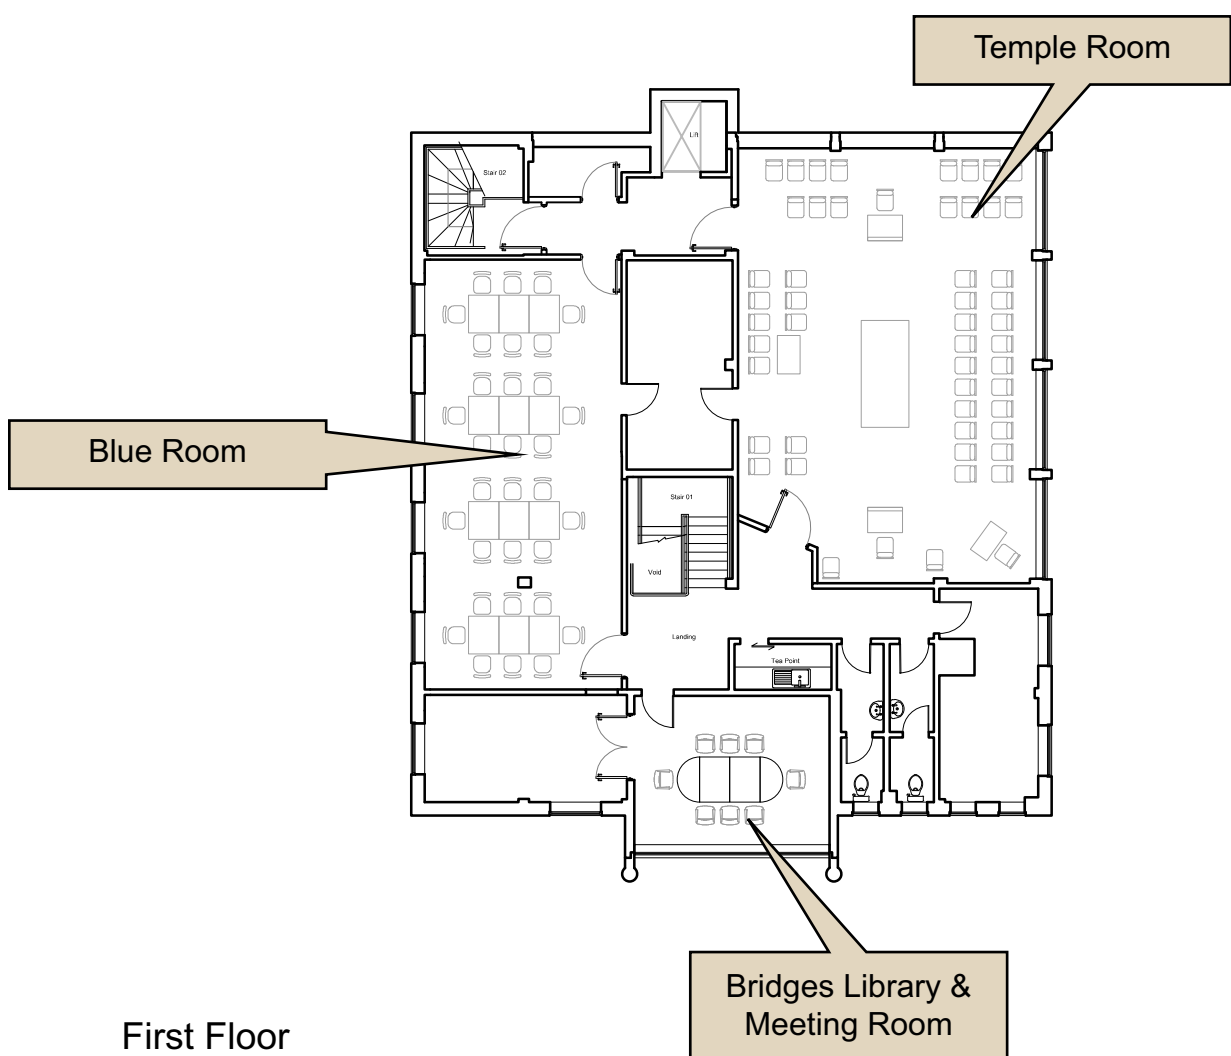 Temple Room
Lift
Stair 02
Blue Room
Stair 01
Void
Landing
Tea Point
Bridges Library &
Meeting Room
First Floor